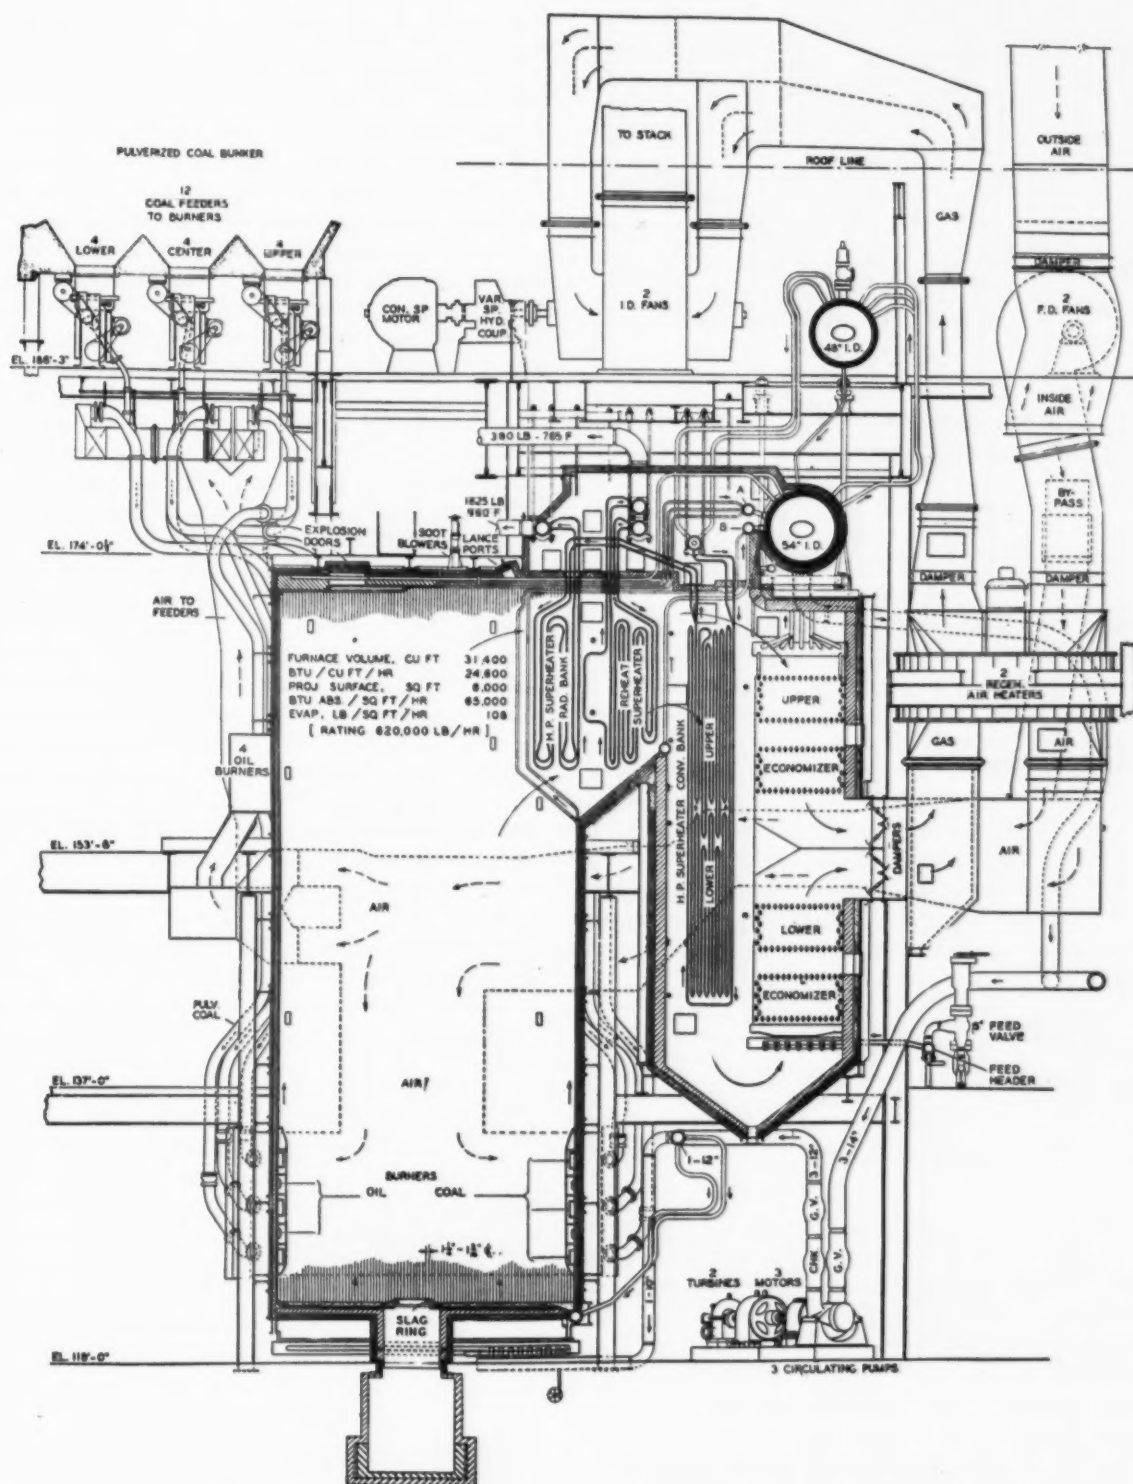 PULVERIZED COAL BUNKER
12
COAL FEEDERS
TO BURNERS
4
LOWER
4
CENTER
4
UPPER
EL. 186'-3"
CON. SP
MOTOR
VAR.
SP.
HYD.
COUP.
TO STACK
2
I.D. FANS
ROOF LINE
GAS
OUTSIDE
AIR
DAMPER
2
F.D. FANS
INSIDE
AIR
48" I.D.
390 LB - 765 F
1625 LB
960 F
A
B
54" I.D.
BY-
PASS
EXPLOSION
DOORS
SOOT
BLOWERS
LANCE
PORTS
EL. 174'-0½"
DAMPER
DAMPER
AIR TO
FEEDERS
FURNACE VOLUME, CU FT 31,400
BTU / CU FT / HR 24,800
PROJ SURFACE, SQ FT 6,000
BTU ABS. / SQ FT / HR 65,000
EVAP, LB / SQ FT / HR 108
[ RATING 620,000 LB / HR ]
H.P. SUPERHEATER
RAD. BANK
REHEAT
SUPERHEATER
H.P. SUPERHEATER CONV. BANK
UPPER
LOWER
UPPER
ECONOMIZER
LOWER
ECONOMIZER
2
REGEN.
AIR HEATERS
GAS
AIR
4
OIL
BURNERS
EL. 153'-8"
AIR
DAMPERS
AIR
PULV.
COAL
FEED
VALVE
FEED
HEADER
EL. 137'-0"
AIR
1-12"
3-12"
3-14"
BURNERS
OIL COAL
G.V.
CHK
G.V.
1-10"
2
TURBINES
3
MOTORS
SLAG
RING
EL. 118'-0"
3 CIRCULATING PUMPS